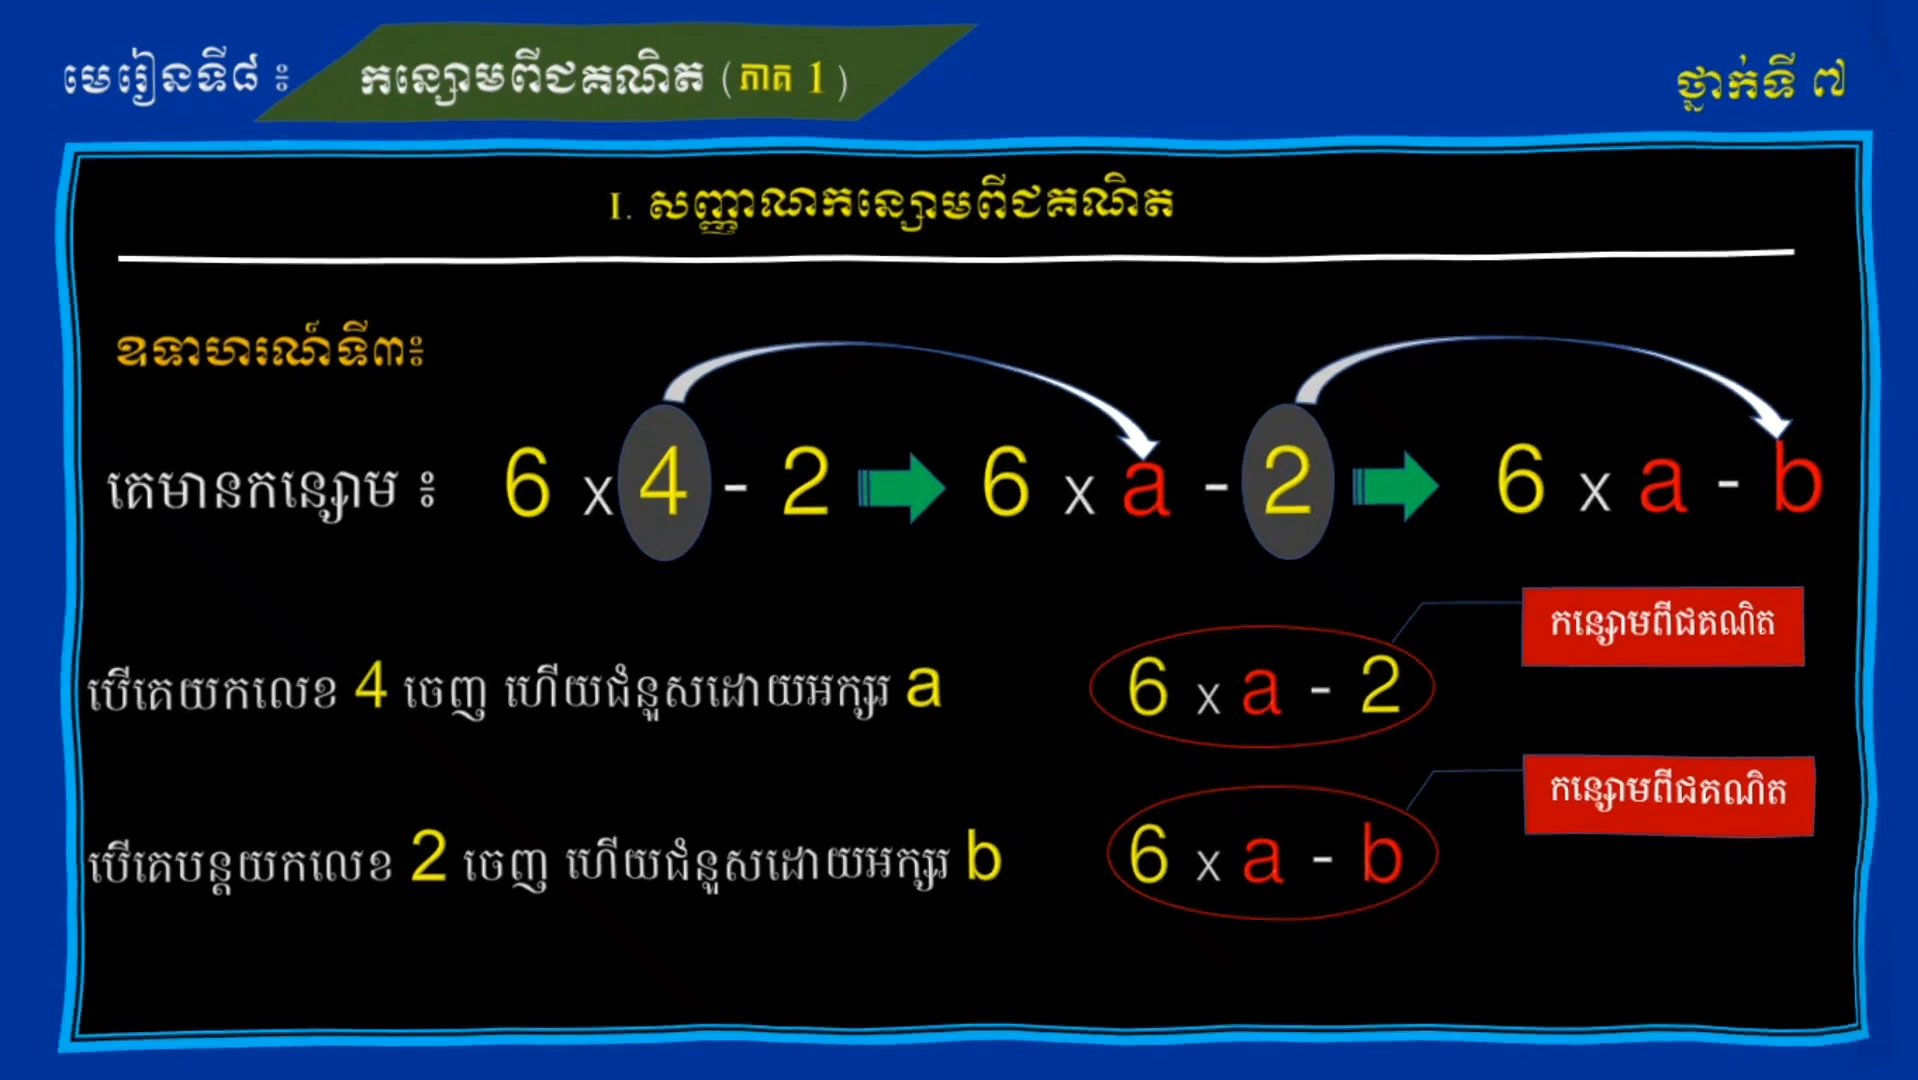 មេរៀនទី៨ ៖ កន្សោមពីជគណិត (ភាគ 1) ថ្នាក់ទី ៧
I. សញ្ញាណកន្សោមពីជគណិត
ឧទាហរណ៍ទី៣៖
គេមានកន្សោម ៖ 6 x 4 - 2 6 x a - 2 6 x a - b
កន្សោមពីជគណិត
បើគេយកលេខ 4 ចេញ ហើយជំនួសដោយអក្សរ a 6 x a - 2
កន្សោមពីជគណិត
បើគេបន្តយកលេខ 2 ចេញ ហើយជំនួសដោយអក្សរ b 6 x a - b